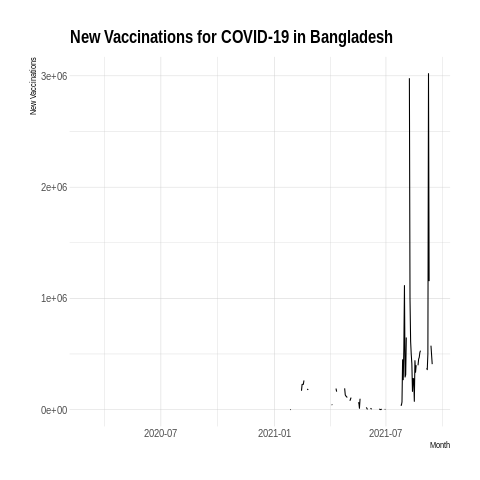 New Vaccinations for COVID-19 in Bangladesh
New Vaccinations
3e+06
2e+06
1e+06
0e+00
2020-07
2021-01
2021-07
Month